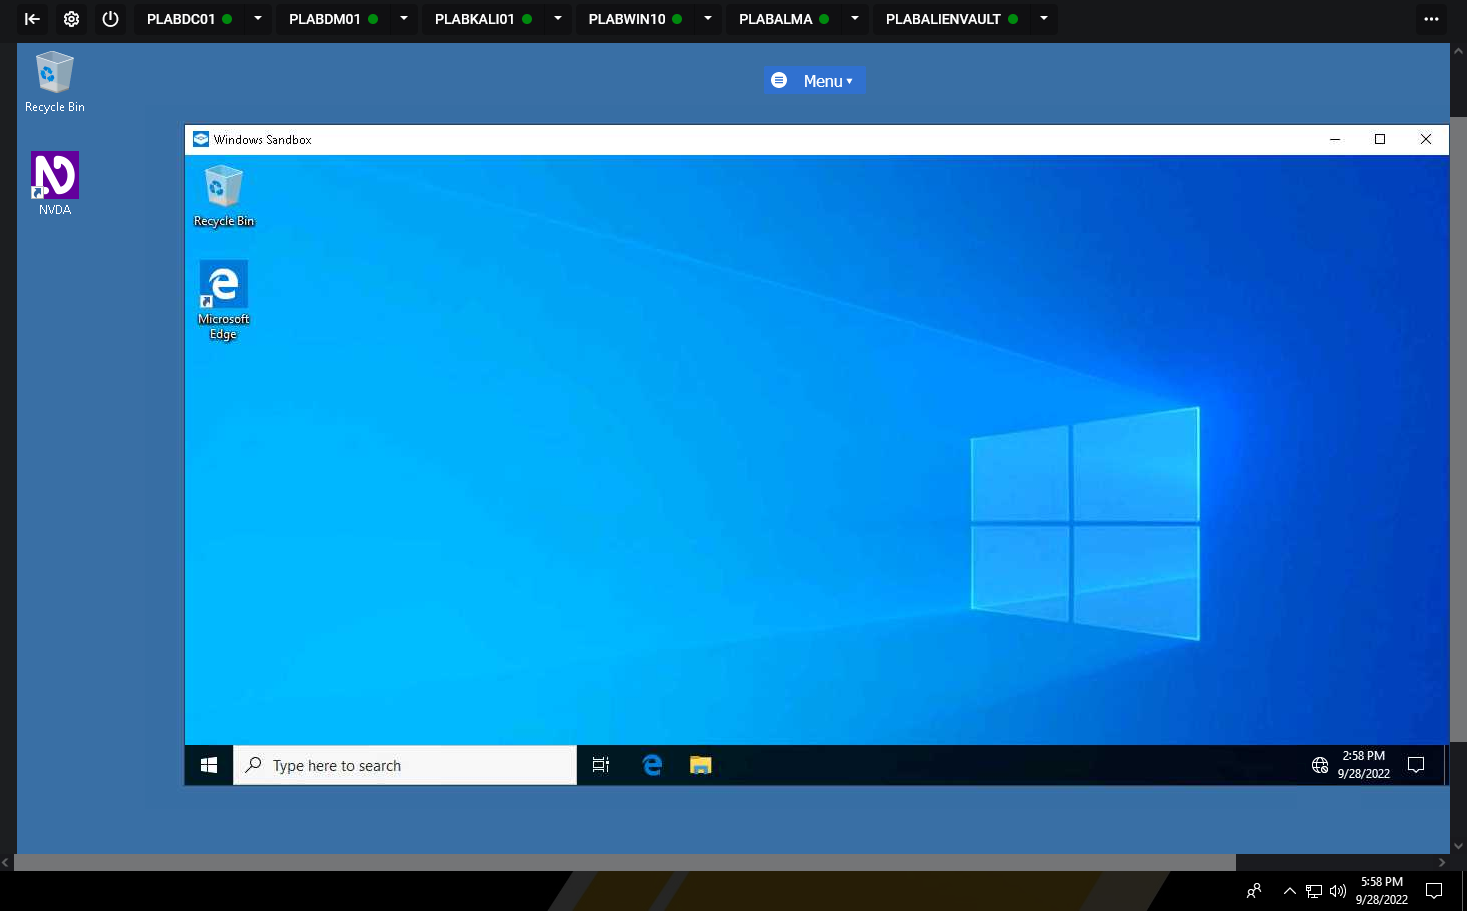 PLABDC01 PLABDM01 PLABKALI01 PLABWIN10 PLABALMA PLABALIENVAULT
Recycle Bin
Menu
Windows Sandbox
NVDA
Recycle Bin
Microsoft
Edge
Type here to search
2:58 PM
9/28/2022
5:58 PM
9/28/2022